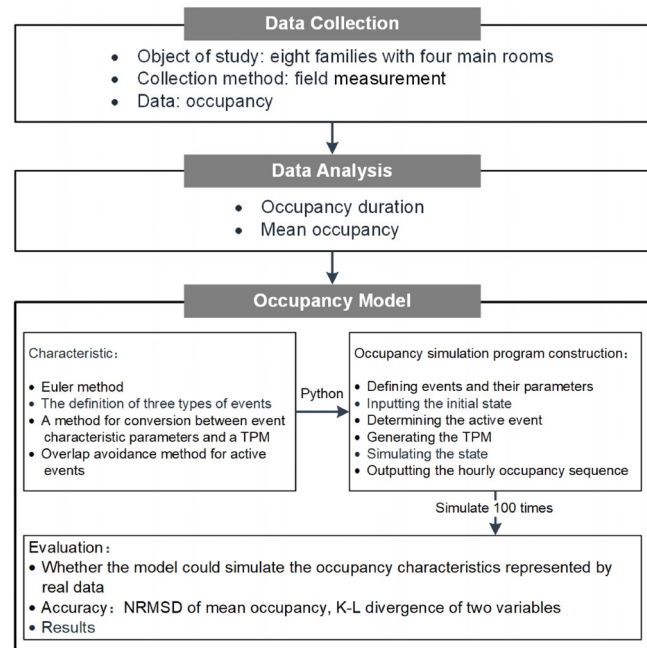 Data Collection
• Object of study: eight families with four main rooms
• Collection method: field measurement
• Data: occupancy
Data Analysis
• Occupancy duration
• Mean occupancy
Occupancy Model
Characteristic:
• Euler method
• The definition of three types of events
• A method for conversion between event
characteristic parameters and a TPM
• Overlap avoidance method for active
events
Python
Occupancy simulation program construction:
• Defining events and their parameters
• Inputting the initial state
• Determining the active event
• Generating the TPM
• Simulating the state
• Outputting the hourly occupancy sequence
Simulate 100 times
Evaluation:
• Whether the model could simulate the occupancy characteristics represented by
real data
• Accuracy: NRMSD of mean occupancy, K-L divergence of two variables
• Results